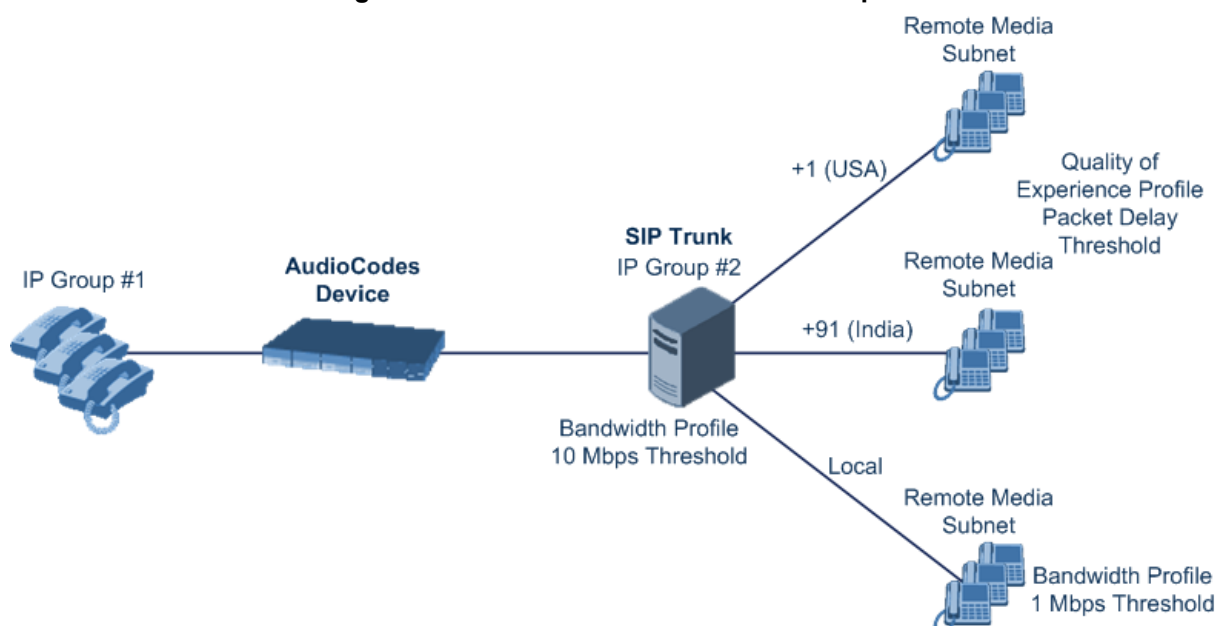 Remote Media
Subnet
+1 (USA)
Quality of
Experience Profile
Packet Delay
Threshold
SIP Trunk
IP Group #2
AudioCodes
Device
IP Group #1
Remote Media
Subnet
+91 (India)
Bandwidth Profile
10 Mbps Threshold
Local
Remote Media
Subnet
Bandwidth Profile
1 Mbps Threshold